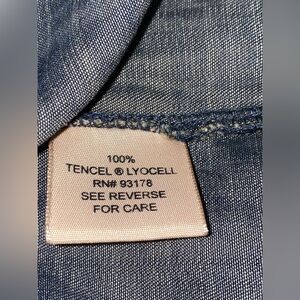 100%
TENCEL ® LYOCELL
RN# 93178
SEE REVERSE
FOR CARE